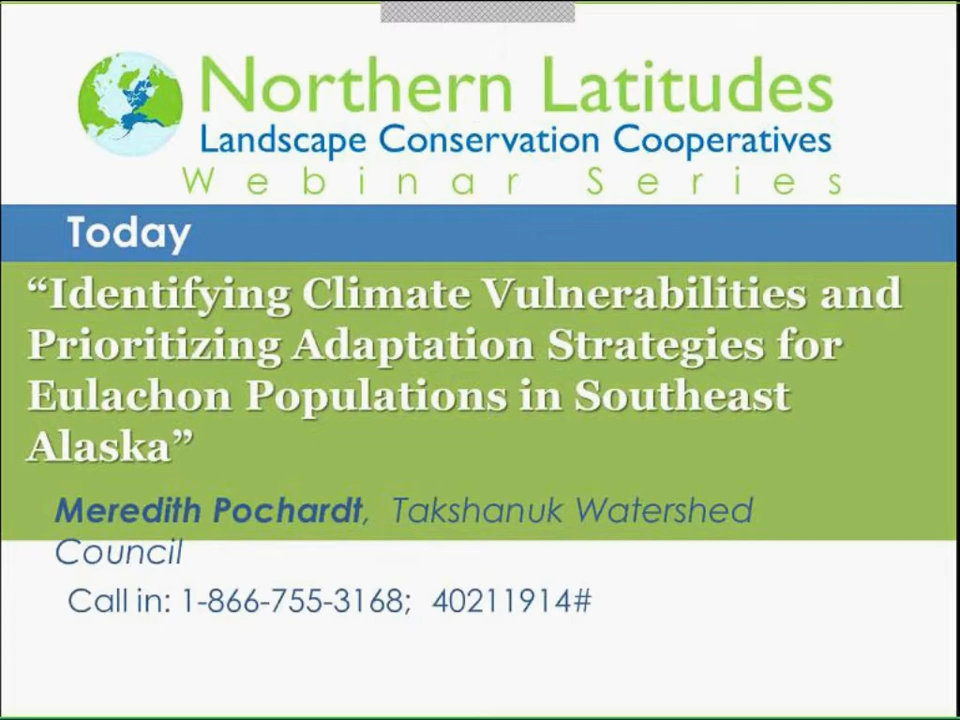 Northern Latitudes
Landscape Conservation Cooperatives
Webinar Series
Today
“Identifying Climate Vulnerabilities and
Prioritizing Adaptation Strategies for
Eulachon Populations in Southeast
Alaska”
Meredith Pochardt, Takshanuk Watershed
Council
Call in: 1-866-755-3168; 40211914#